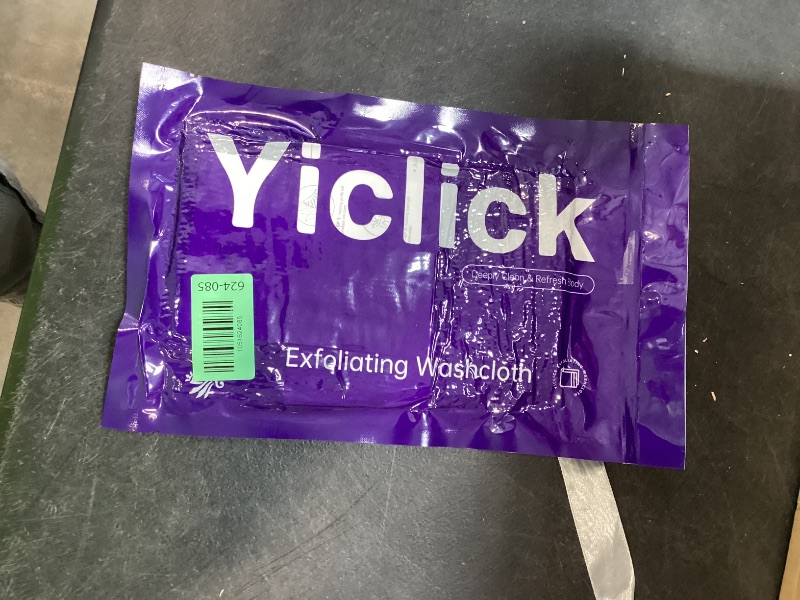 Yiclick
Deeply Clean & Refresh Body
624-085
Exfoliating Washcloth